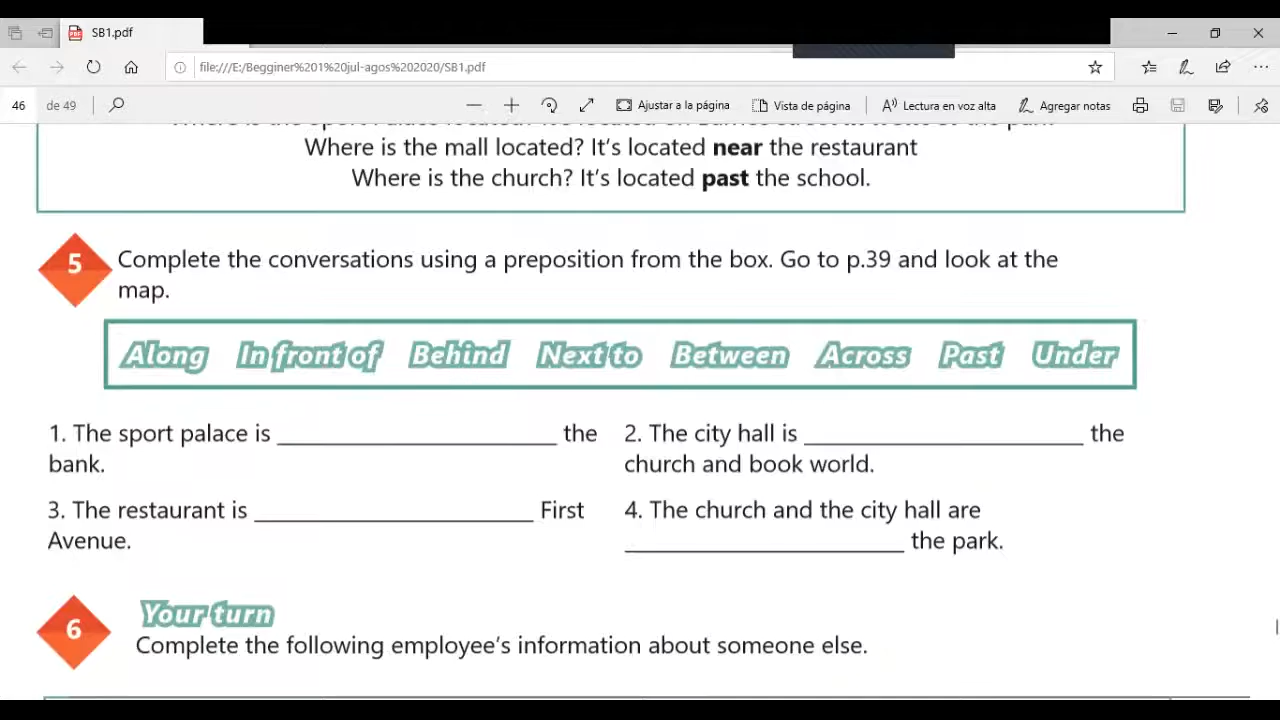 SB1.pdf
file:///E:/Begginer%201%20jul-agos%202020/SB1.pdf
46 de 49
Ajustar a la página
Vista de página
Lectura en voz alta
Agregar notas
Where is the mall located? It's located near the restaurant
Where is the church? It's located past the school.
5
Complete the conversations using a preposition from the box. Go to p.39 and look at the
map.
Along In front of Behind Next to Between Across Past Under
1. The sport palace is ______________________ the
bank.
2. The city hall is ______________________ the
church and book world.
3. The restaurant is ______________________ First
Avenue.
4. The church and the city hall are
______________________ the park.
6
Your turn
Complete the following employee's information about someone else.